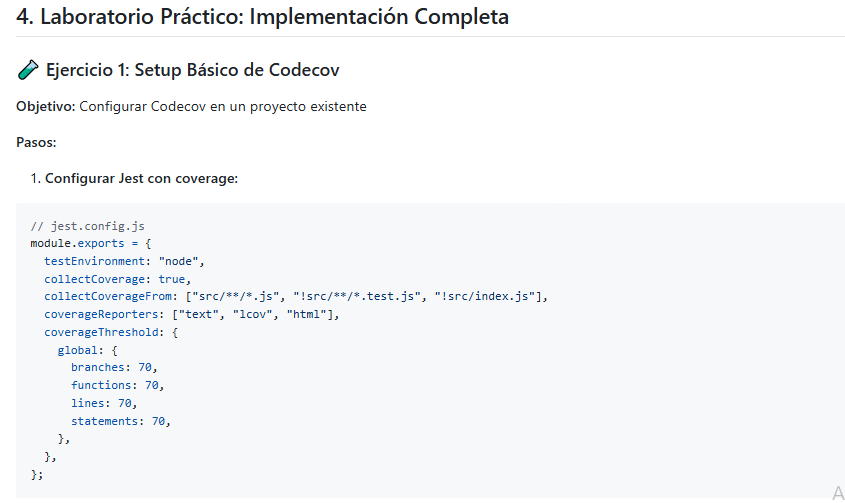 4. Laboratorio Práctico: Implementación Completa
🧪 Ejercicio 1: Setup Básico de Codecov
Objetivo: Configurar Codecov en un proyecto existente
Pasos:
1. Configurar Jest con coverage:
// jest.config.js
module.exports = {
  testEnvironment: "node",
  collectCoverage: true,
  collectCoverageFrom: ["src/**/*.js", "!src/**/*.test.js", "!src/index.js"],
  coverageReporters: ["text", "lcov", "html"],
  coverageThreshold: {
    global: {
      branches: 70,
      functions: 70,
      lines: 70,
      statements: 70,
    },
  },
};
A